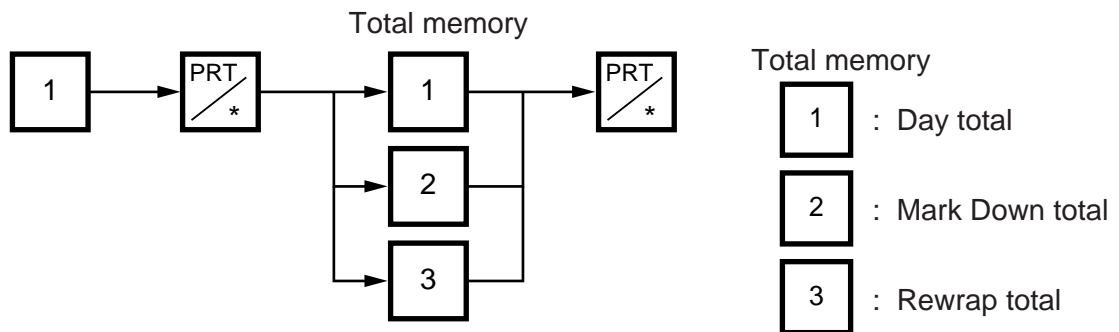 Total memory
1
PRT
*
1
PRT
*
2
3
Total memory
1 : Day total
2 : Mark Down total
3 : Rewrap total